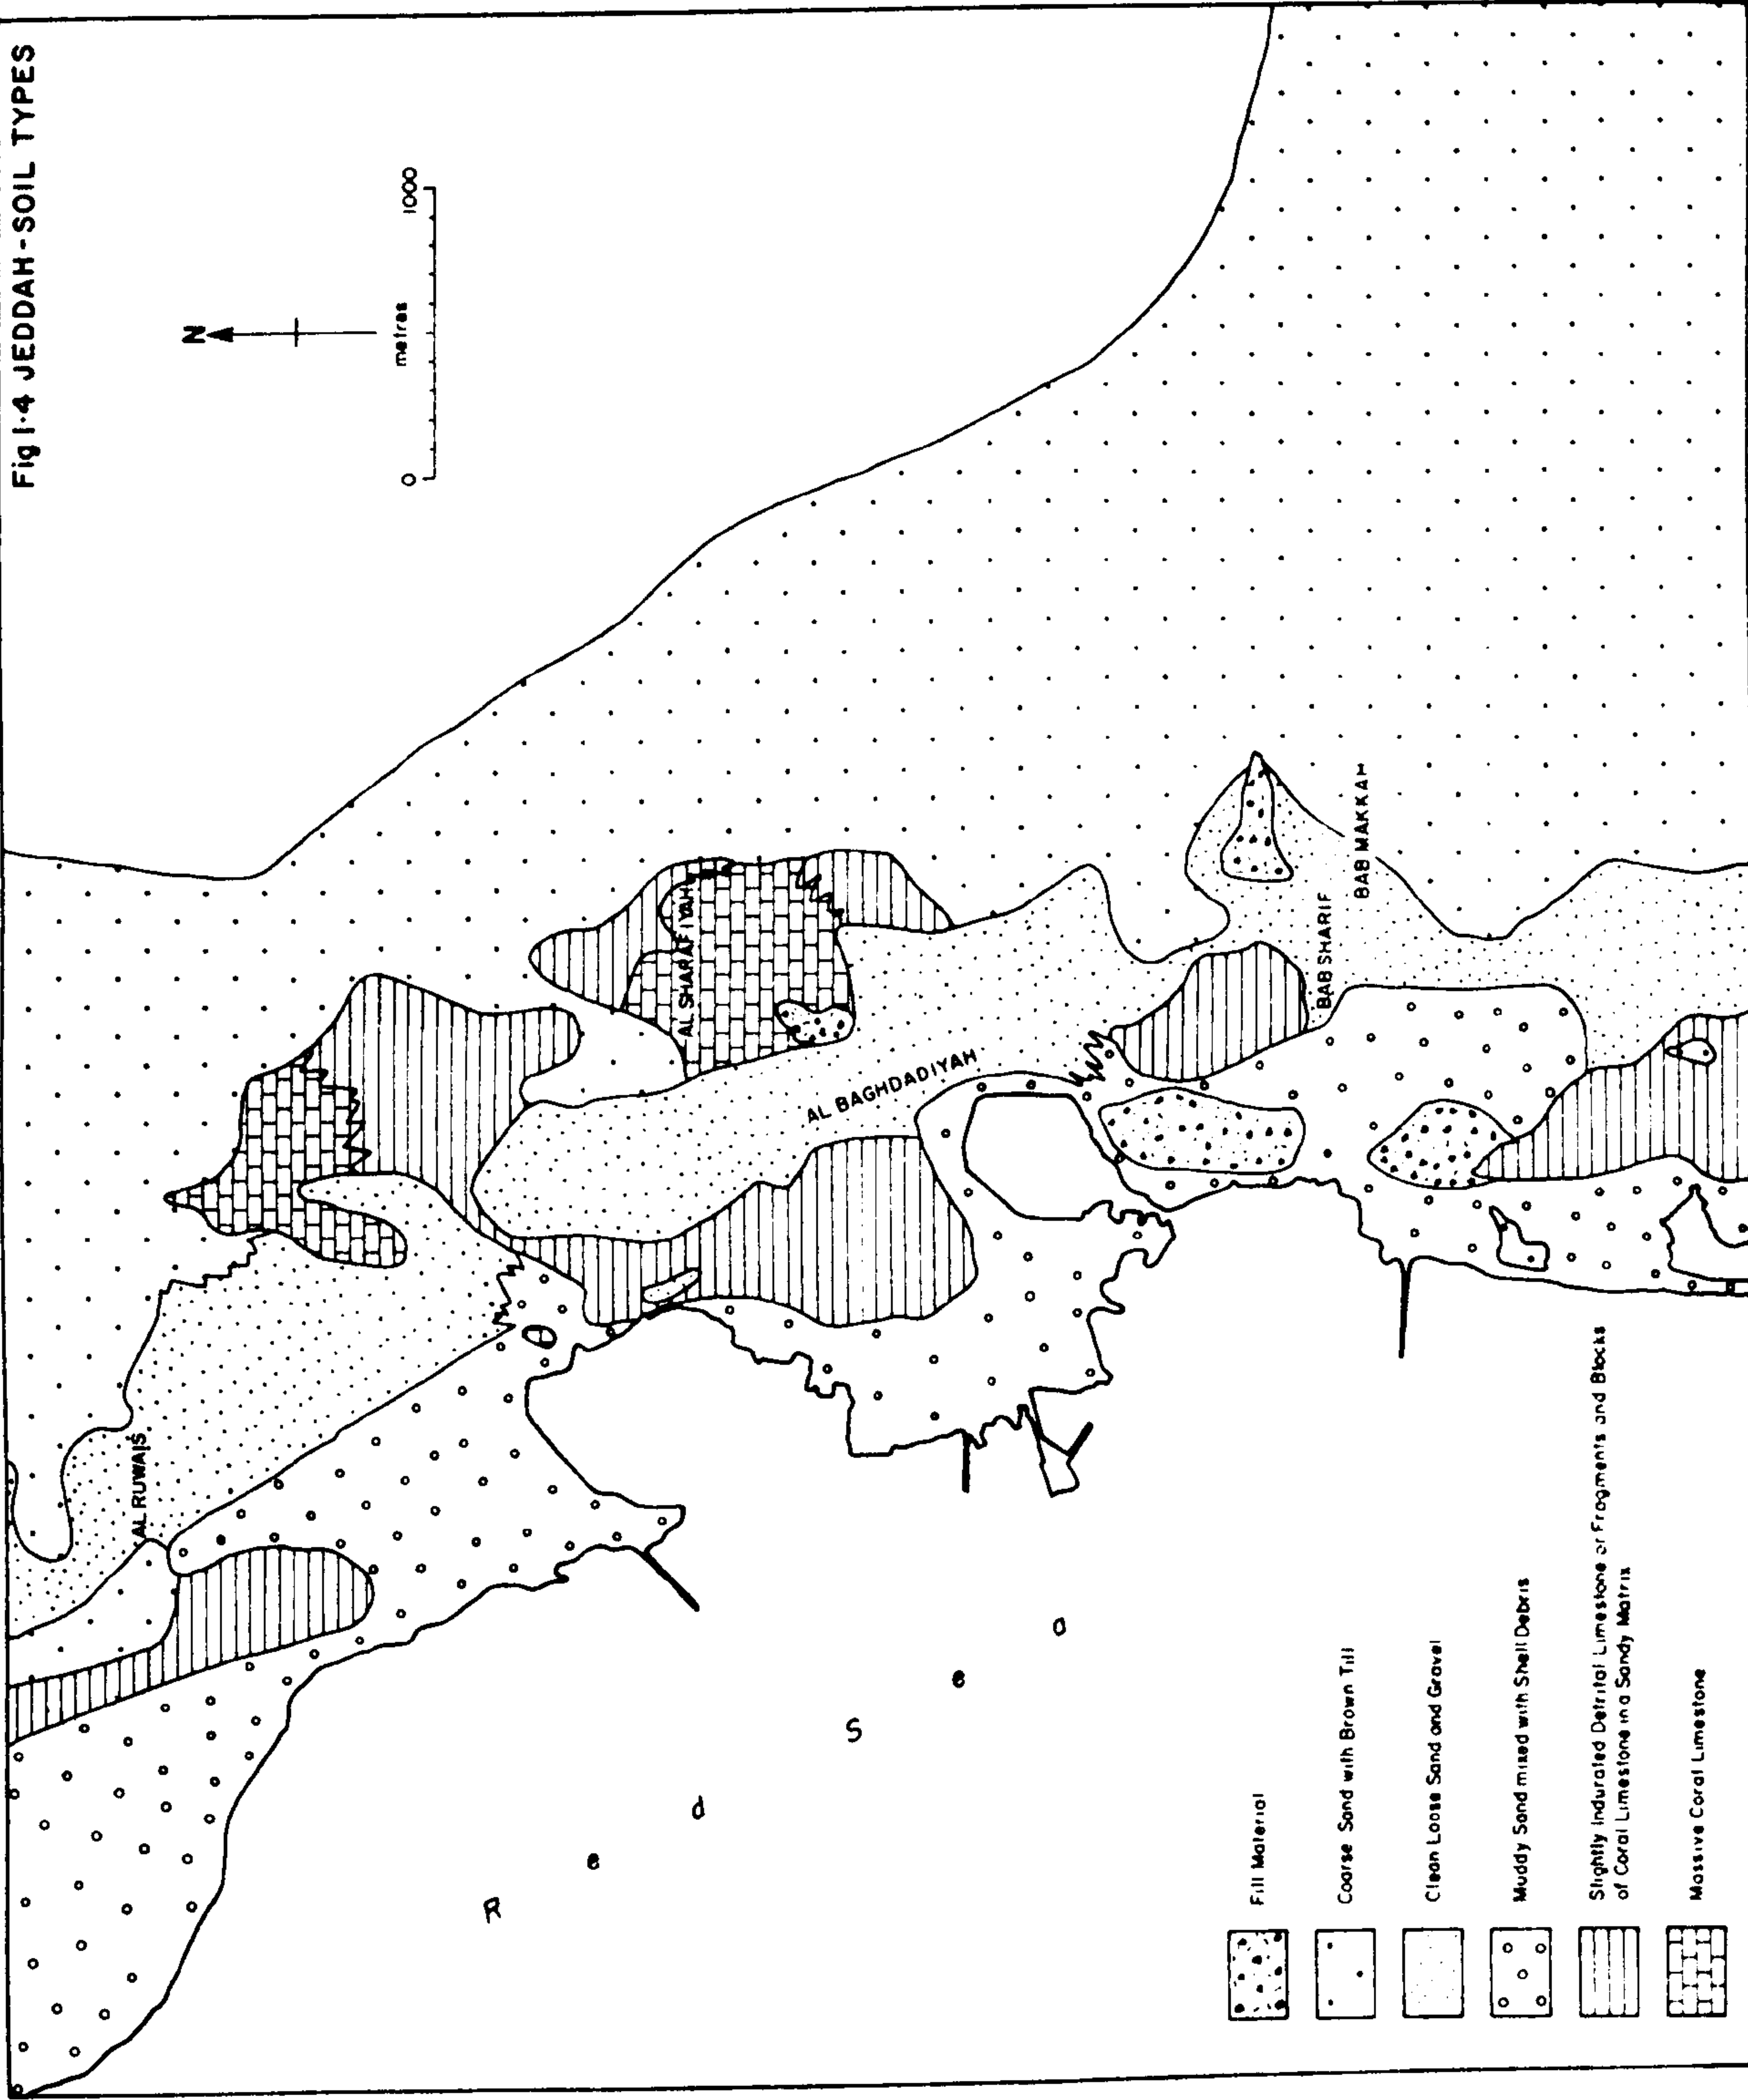 Fig 1·4 JEDDAH-SOIL TYPES
N
0 metres 1000
AL RUWAIS
AL SHARAFIYAH
AL BAGHDADIYAH
BAB SHARIF
BAB MAKKAH
R e d S e a
Fill Material
Coarse Sand with Brown Till
Clean Loose Sand and Gravel
Muddy Sand mixed with Shell Debris
Slightly Indurated Detrital Limestone or Fragments and Blocks
of Coral Limestone in a Sandy Matrix
Massive Coral Limestone